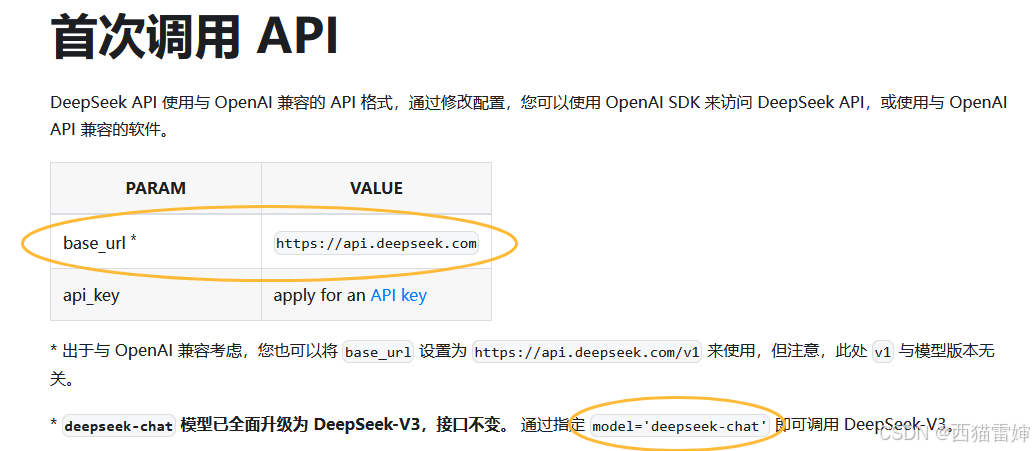 首次调用 API
DeepSeek API 使用与 OpenAI 兼容的 API 格式，通过修改配置，您可以使用 OpenAI SDK 来访问 DeepSeek API，或使用与 OpenAI
API 兼容的软件。
PARAM VALUE
base_url * https://api.deepseek.com
api_key apply for an API key
* 出于与 OpenAI 兼容考虑，您也可以将 base_url 设置为 https://api.deepseek.com/v1 来使用，但注意，此处 v1 与模型版本无
关。
* deepseek-chat 模型已全面升级为 DeepSeek-V3，接口不变。 通过指定 model='deepseek-chat' 即可调用 DeepSeek-V3。
CSDN @西猫雷婶